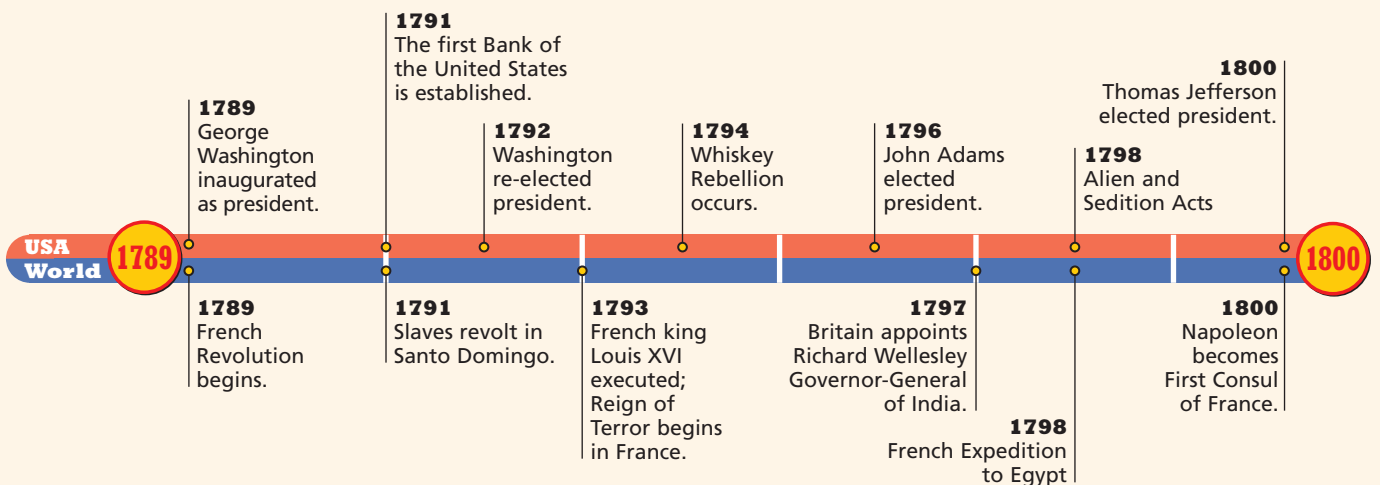 1789
George
Washington
inaugurated
as president.
1791
The first Bank of
the United States
is established.
1792
Washington
re-elected
president.
1794
Whiskey
Rebellion
occurs.
1796
John Adams
elected
president.
1798
Alien and
Sedition Acts
1800
Thomas Jefferson
elected president.
USA
World
1789
1800
1789
French
Revolution
begins.
1791
Slaves revolt in
Santo Domingo.
1793
French king
Louis XVI
executed;
Reign of
Terror begins
in France.
1797
Britain appoints
Richard Wellesley
Governor-General
of India.
1798
French Expedition
to Egypt
1800
Napoleon
becomes
First Consul
of France.